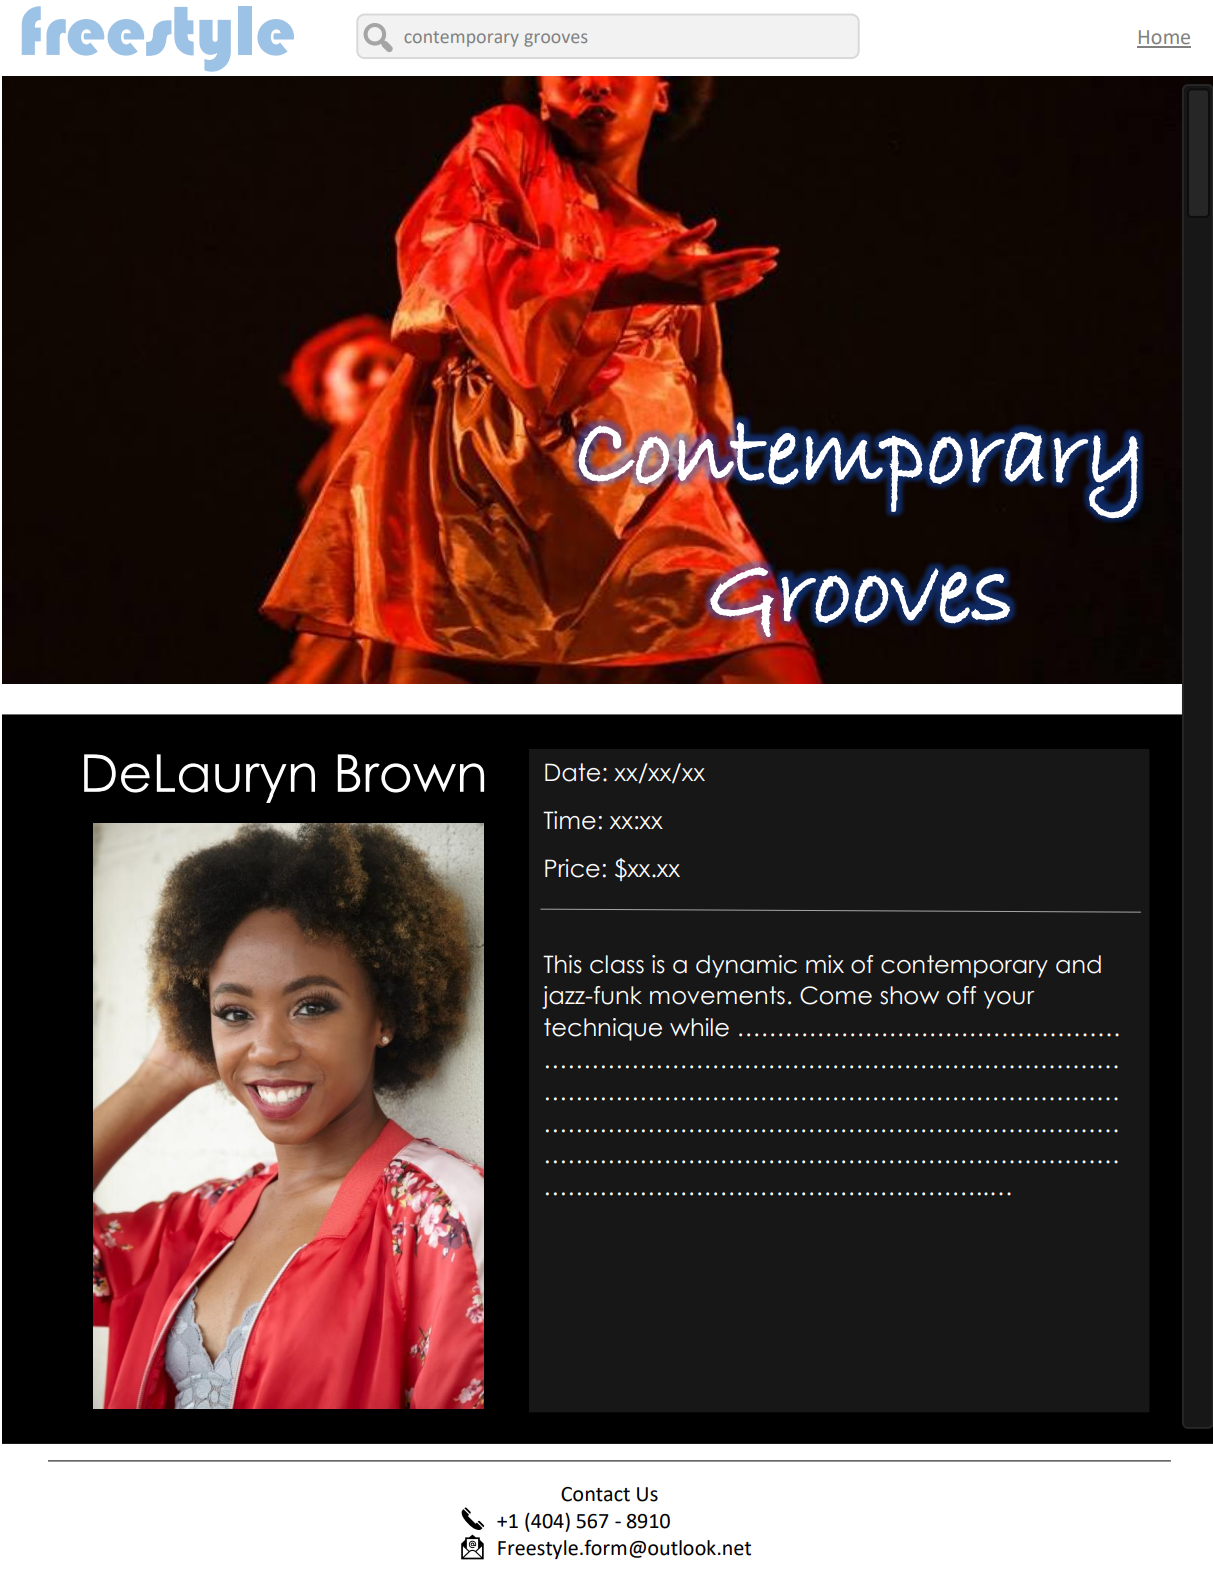 freestyle
contemporary grooves
Home
Contemporary
Grooves
DeLauryn Brown
Date: xx/xx/xx
Time: xx:xx
Price: $xx.xx
This class is a dynamic mix of contemporary and
jazz-funk movements. Come show off your
technique while ................................................
........................................................................
........................................................................
........................................................................
........................................................................
..........................................................
Contact Us
+1 (404) 567 - 8910
Freestyle.form@outlook.net